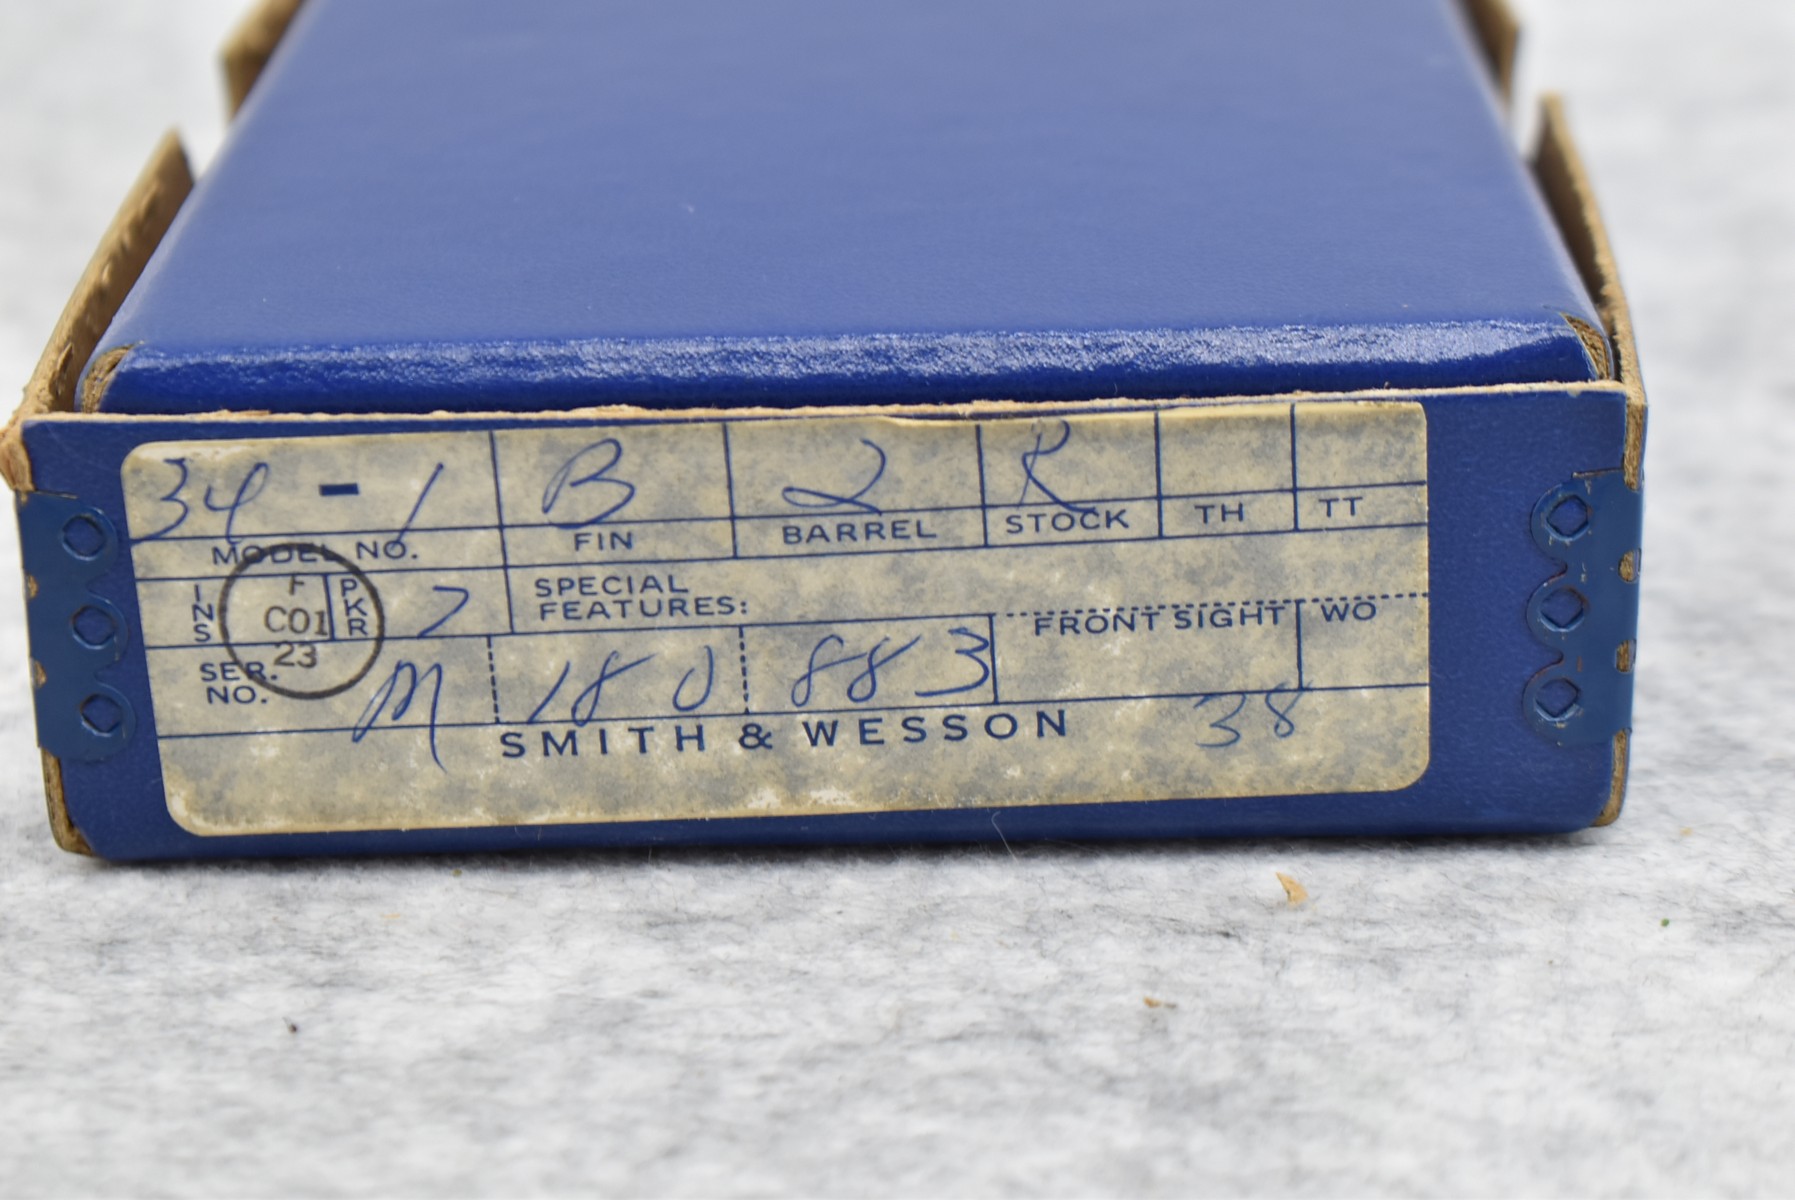 34 - 1 B 2 R
MODEL NO. FIN BARREL STOCK TH TT
INS F C01 23 PKR 7 SPECIAL FEATURES:
FRONT SIGHT WO
SER. NO. M 180 883
SMITH & WESSON 38